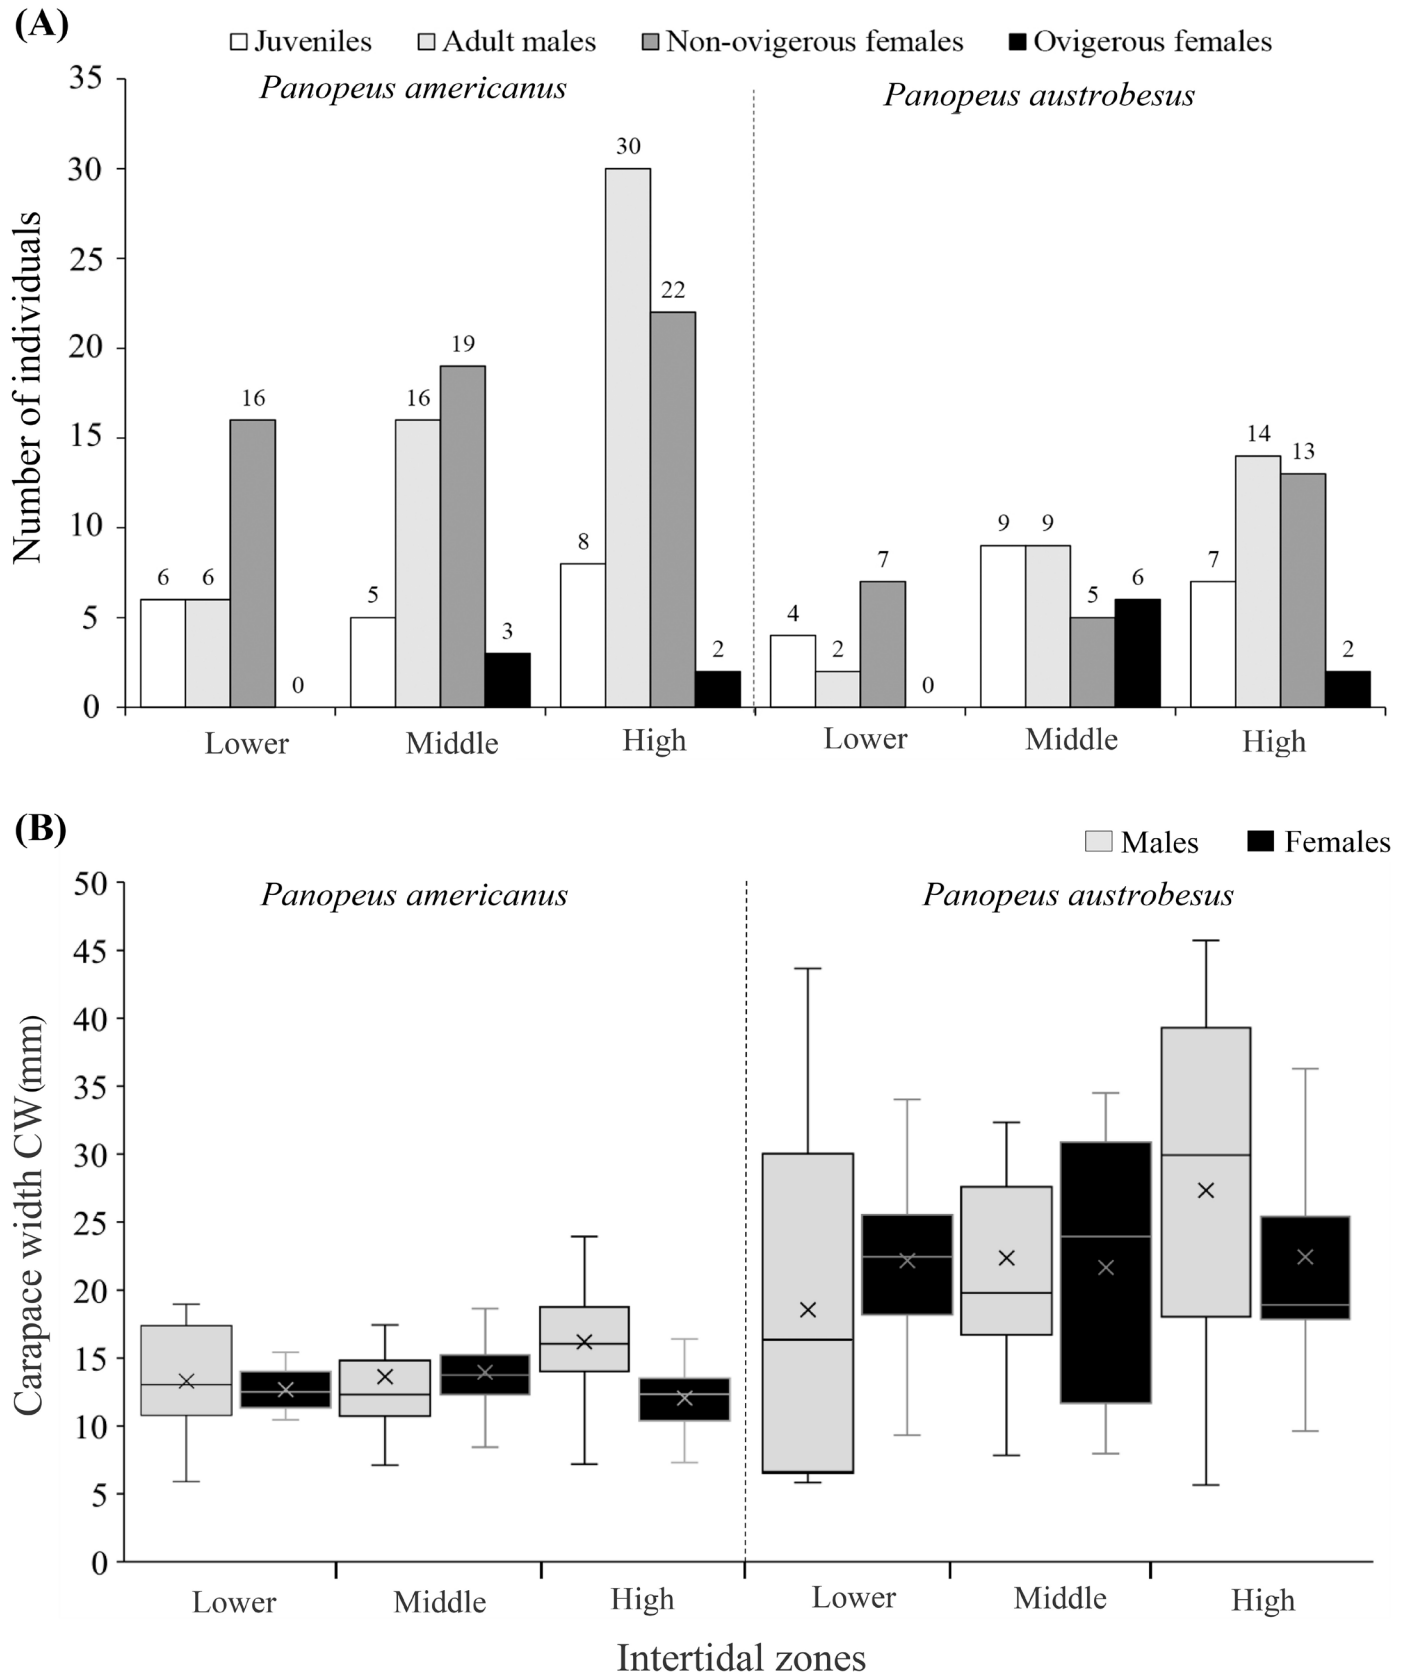 (A)
Juveniles Adult males Non-ovigerous females Ovigerous females
Panopeus americanus Panopeus austrobesus
Number of individuals
35
30
25
20
15
10
5
0
6 6 16 0 5 16 19 3 8 30 22 2 4 2 7 0 9 9 5 6 7 14 13 2
Lower Middle High Lower Middle High
(B)
Males Females
Panopeus americanus Panopeus austrobesus
Carapace width CW(mm)
50
45
40
35
30
25
20
15
10
5
0
Lower Middle High Lower Middle High
Intertidal zones